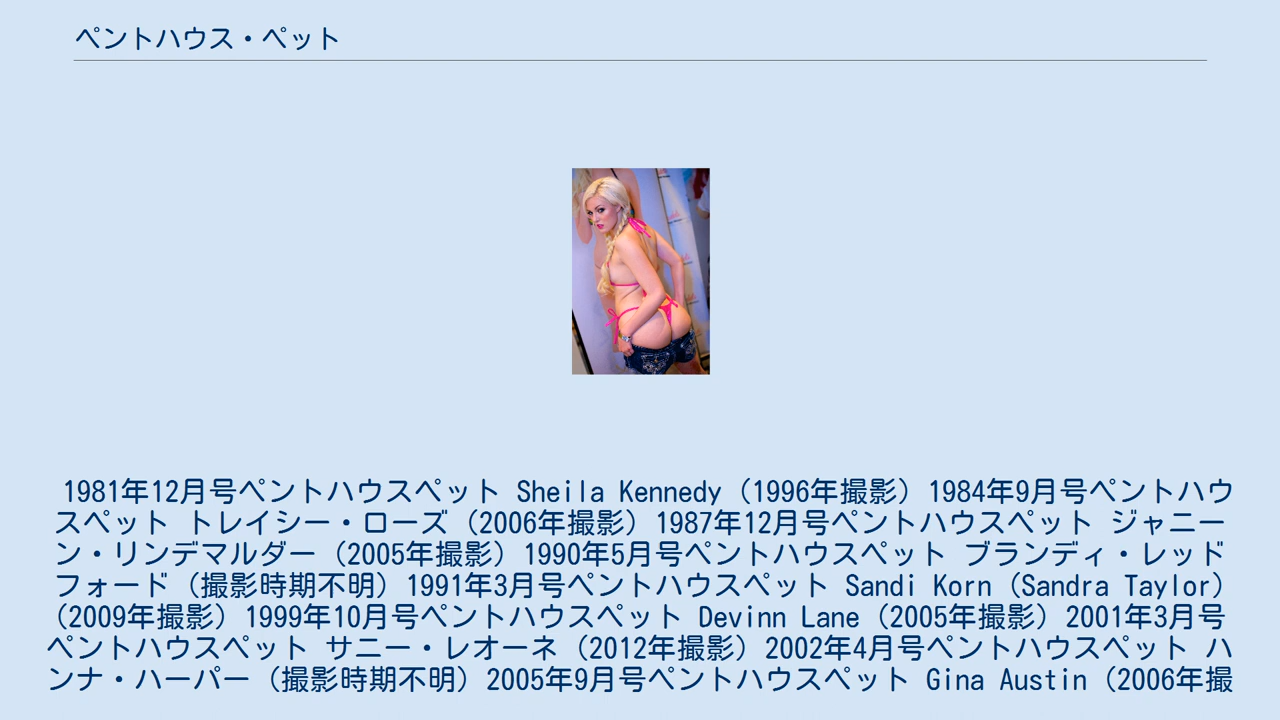 ペントハウス・ペット
1981年12月号ペントハウスペット Sheila Kennedy（1996年撮影）1984年9月号ペントハウ
スペット トレイシー・ローズ（2006年撮影）1987年12月号ペントハウスペット ジャニー
ン・リンデマルダー（2005年撮影）1990年5月号ペントハウスペット ブランディ・レッド
フォード（撮影時期不明）1991年3月号ペントハウスペット Sandi Korn（Sandra Taylor）
（2009年撮影）1999年10月号ペントハウスペット Devinn Lane（2005年撮影）2001年3月号
ペントハウスペット サニー・レオーネ（2012年撮影）2002年4月号ペントハウスペット ハ
ンナ・ハーパー（撮影時期不明）2005年9月号ペントハウスペット Gina Austin（2006年撮